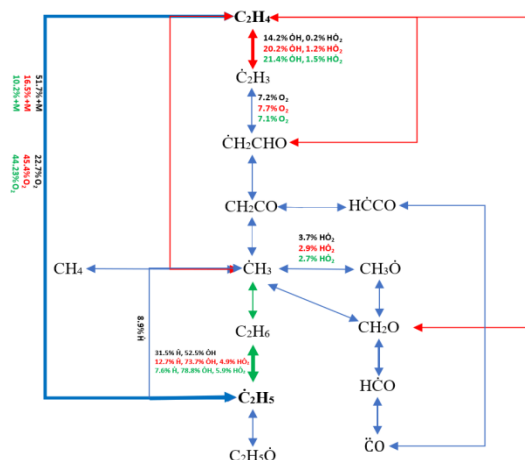 C₂H₄
14.2% ȮH, 0.2% HȮ₂
20.2% ȮH, 1.2% HȮ₂
21.4% ȮH, 1.5% HȮ₂
Ċ₂H₃
51.7% +M
16.5% +M
10.2% +M
22.7% O₂
45.4% O₂
44.23% O₂
7.2% O₂
7.7% O₂
7.1% O₂
ĊH₂CHO
CH₂CO
HĊCO
3.7% HȮ₂
2.9% HȮ₂
2.7% HȮ₂
CH₄
ĊH₃
CH₃Ȯ
8.9% Ḣ
C₂H₆
CH₂O
31.5% Ḣ, 52.5% ȮH
12.7% Ḣ, 73.7% ȮH, 4.9% HȮ₂
7.6% Ḣ, 78.8% ȮH, 5.9% HȮ₂
HĊO
Ċ₂H₅
C̈O
C₂H₅Ȯ